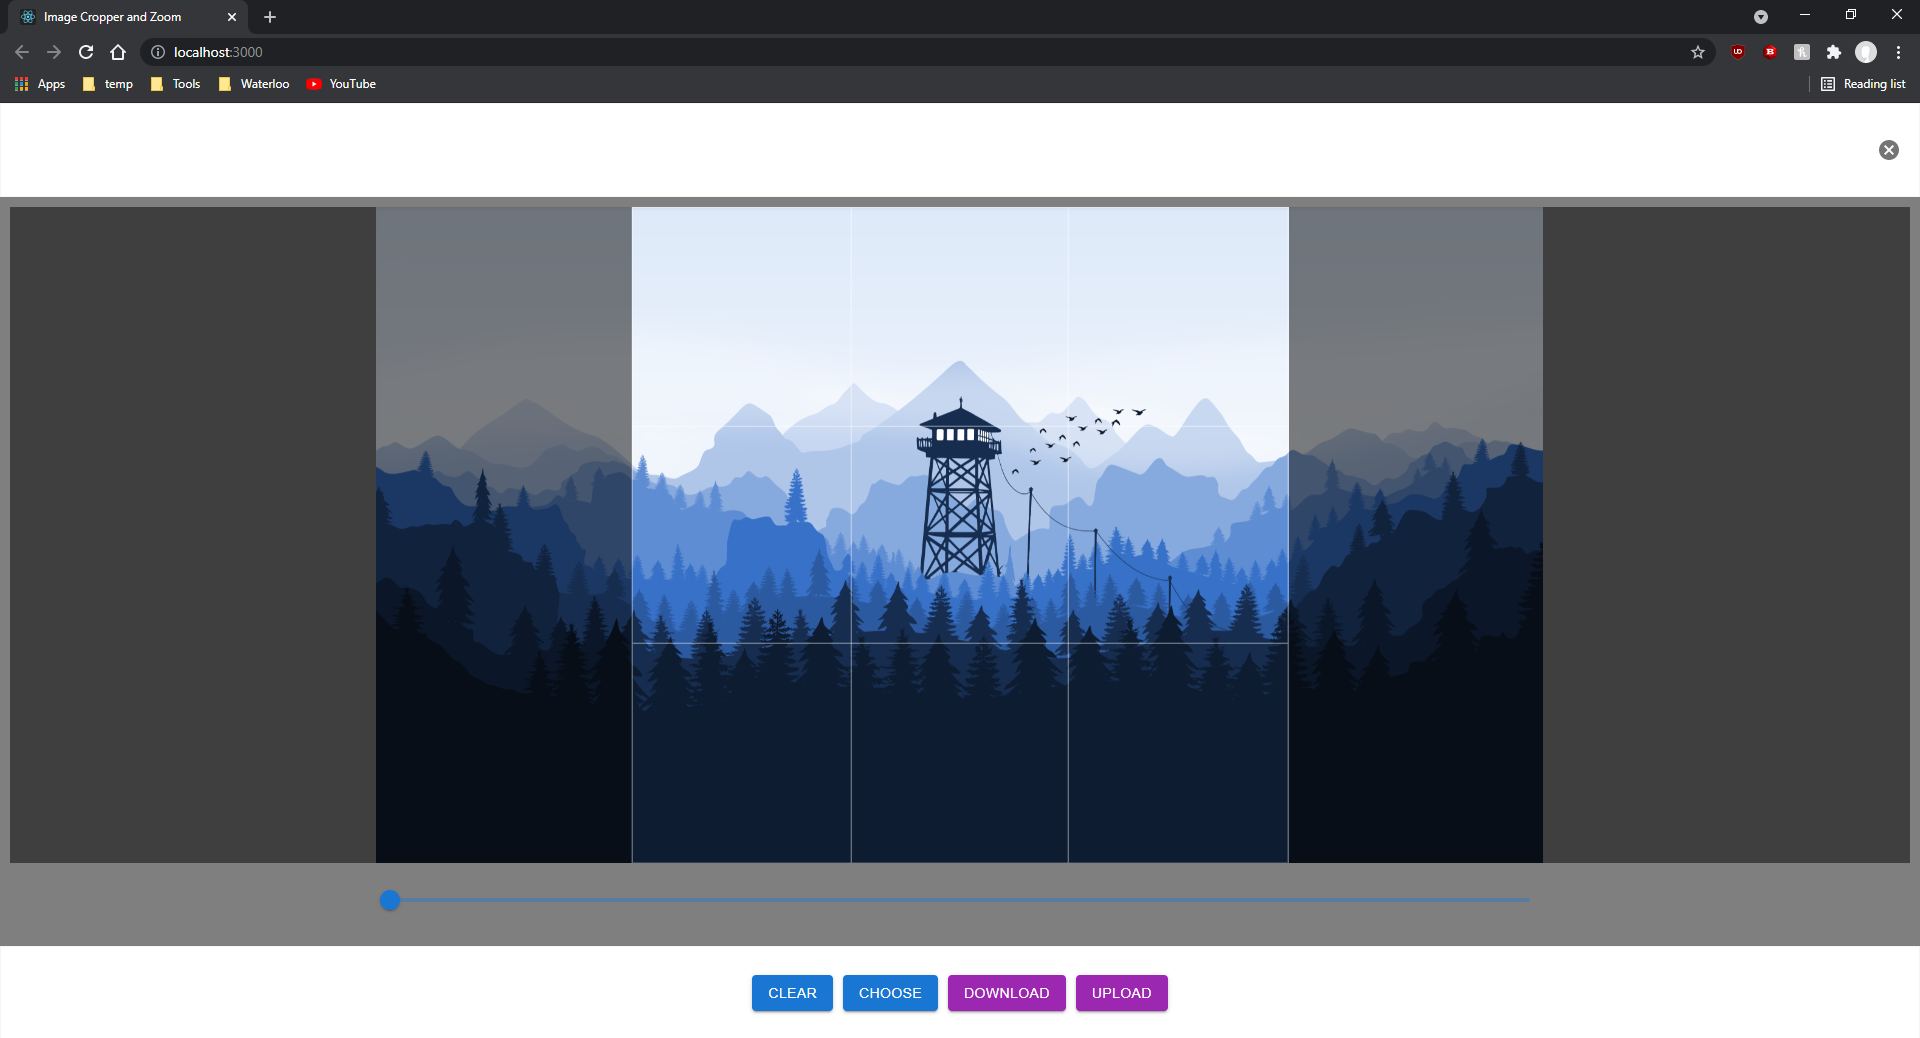 Image Cropper and Zoom
localhost:3000
Apps temp Tools Waterloo YouTube Reading list
CLEAR CHOOSE DOWNLOAD UPLOAD